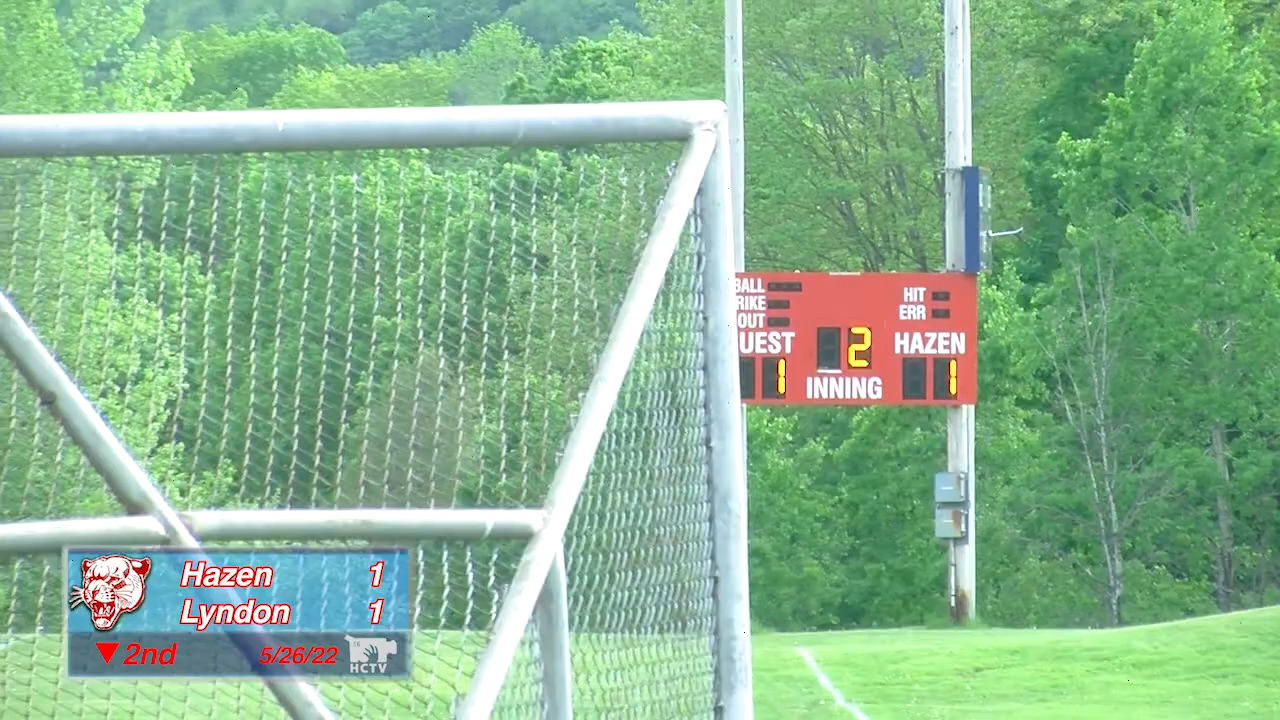 BALL
RIKE
OUT
HIT
ERR
UEST
2
HAZEN
1
INNING
1
Hazen 1
Lyndon 1
2nd 5/26/22
16
HCTV